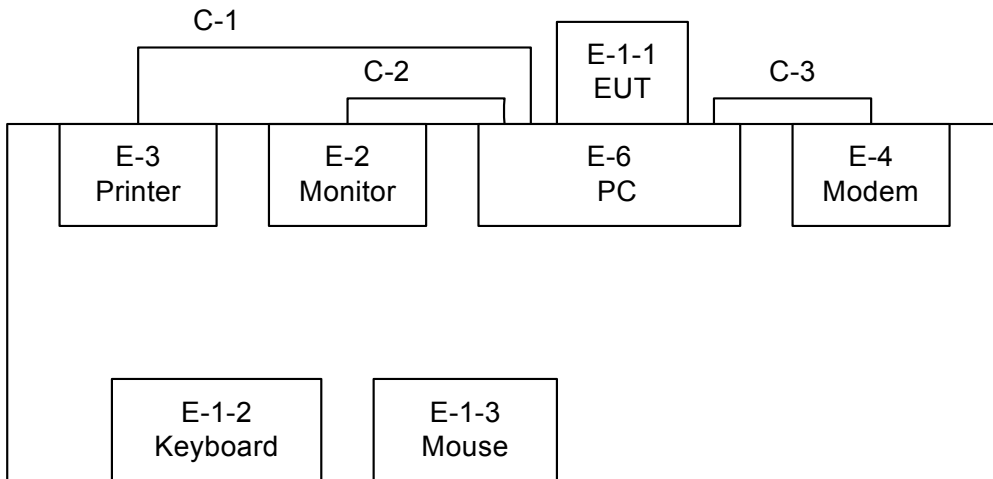 C-1
C-2
E-1-1
EUT
C-3
E-3
Printer
E-2
Monitor
E-6
PC
E-4
Modem
E-1-2
Keyboard
E-1-3
Mouse